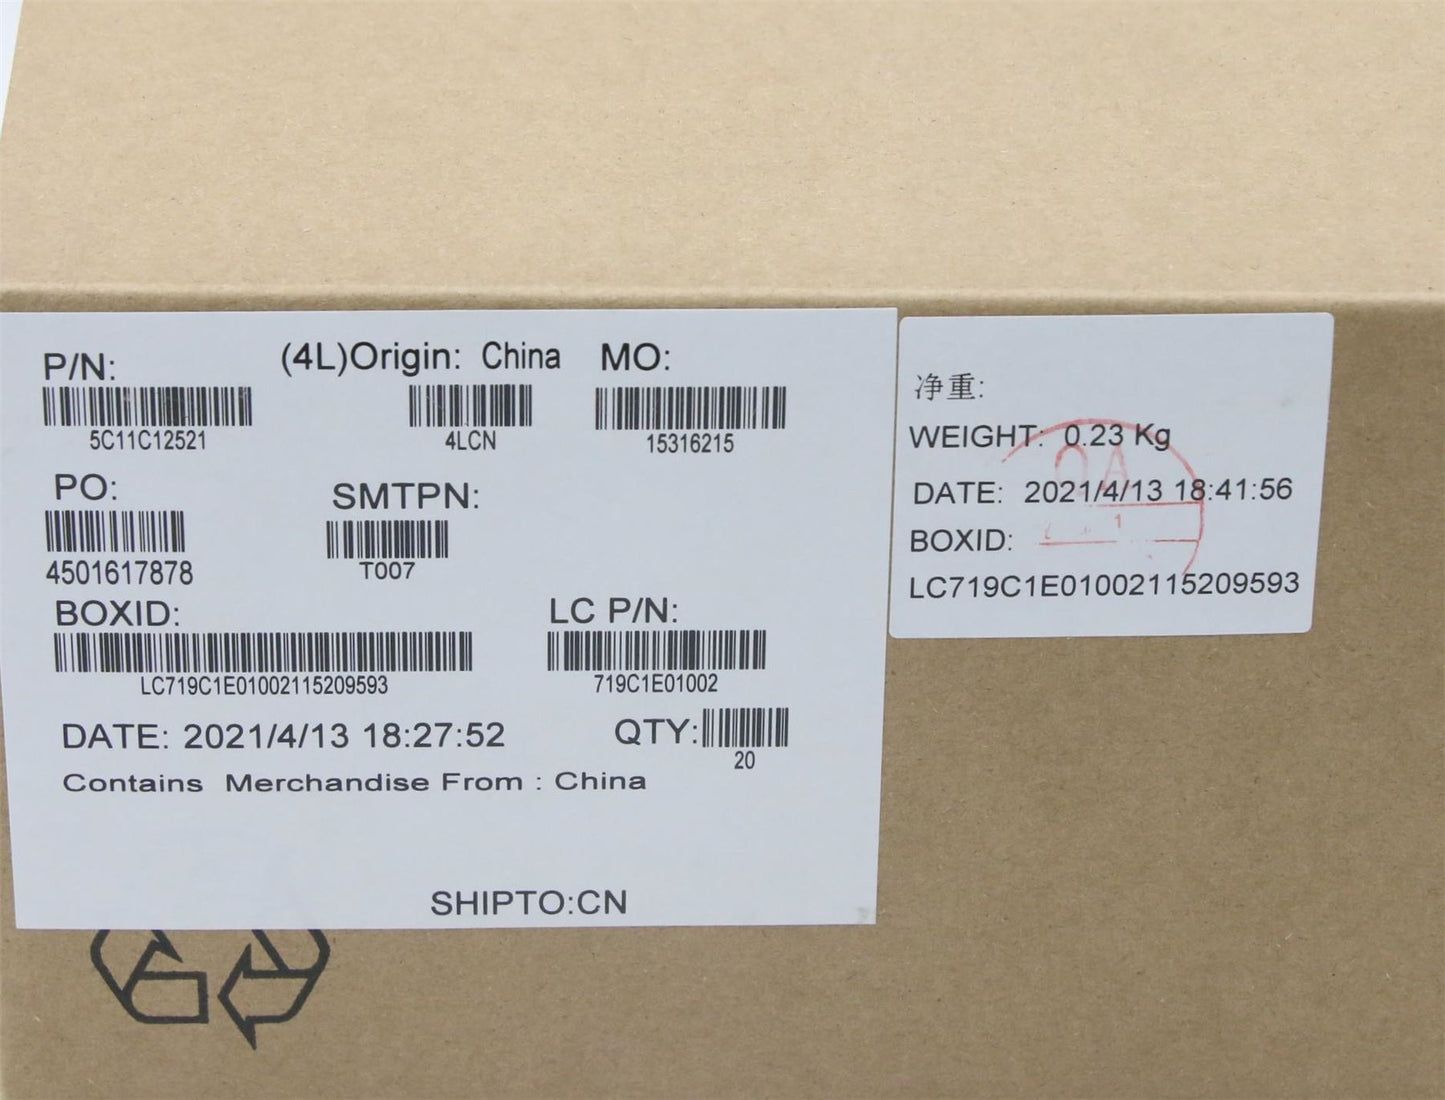 P/N: (4L)Origin: China MO:
5C11C12521 4LCN 15316215
PO: SMTPN:
4501617878 T007
BOXID: LC P/N:
LC719C1E01002115209593 719C1E01002
DATE: 2021/4/13 18:27:52 QTY:
20
Contains Merchandise From : China
SHIPTO:CN
净重:
WEIGHT: 0.23 Kg
QA
DATE: 2021/4/13 18:41:56
1
BOXID:
LC719C1E01002115209593